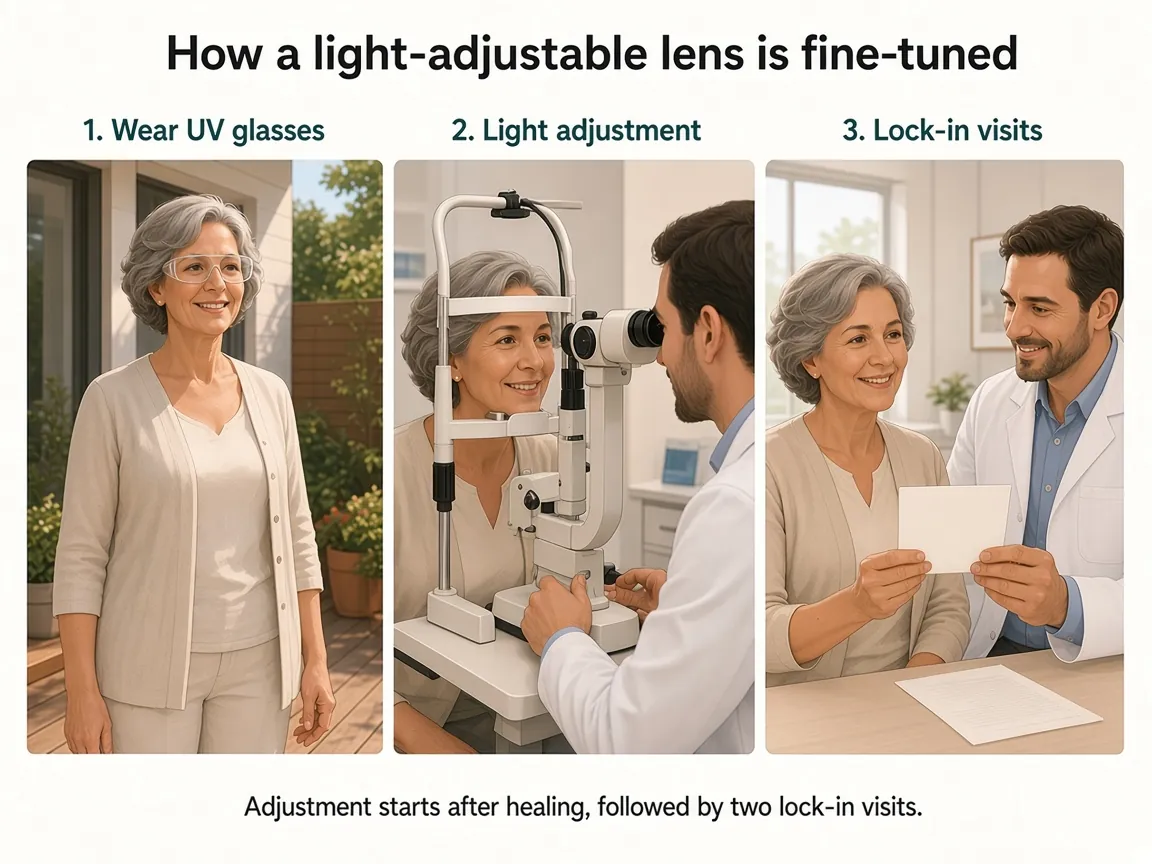 How a light-adjustable lens is fine-tuned
1. Wear UV glasses
2. Light adjustment
3. Lock-in visits
Adjustment starts after healing, followed by two lock-in visits.